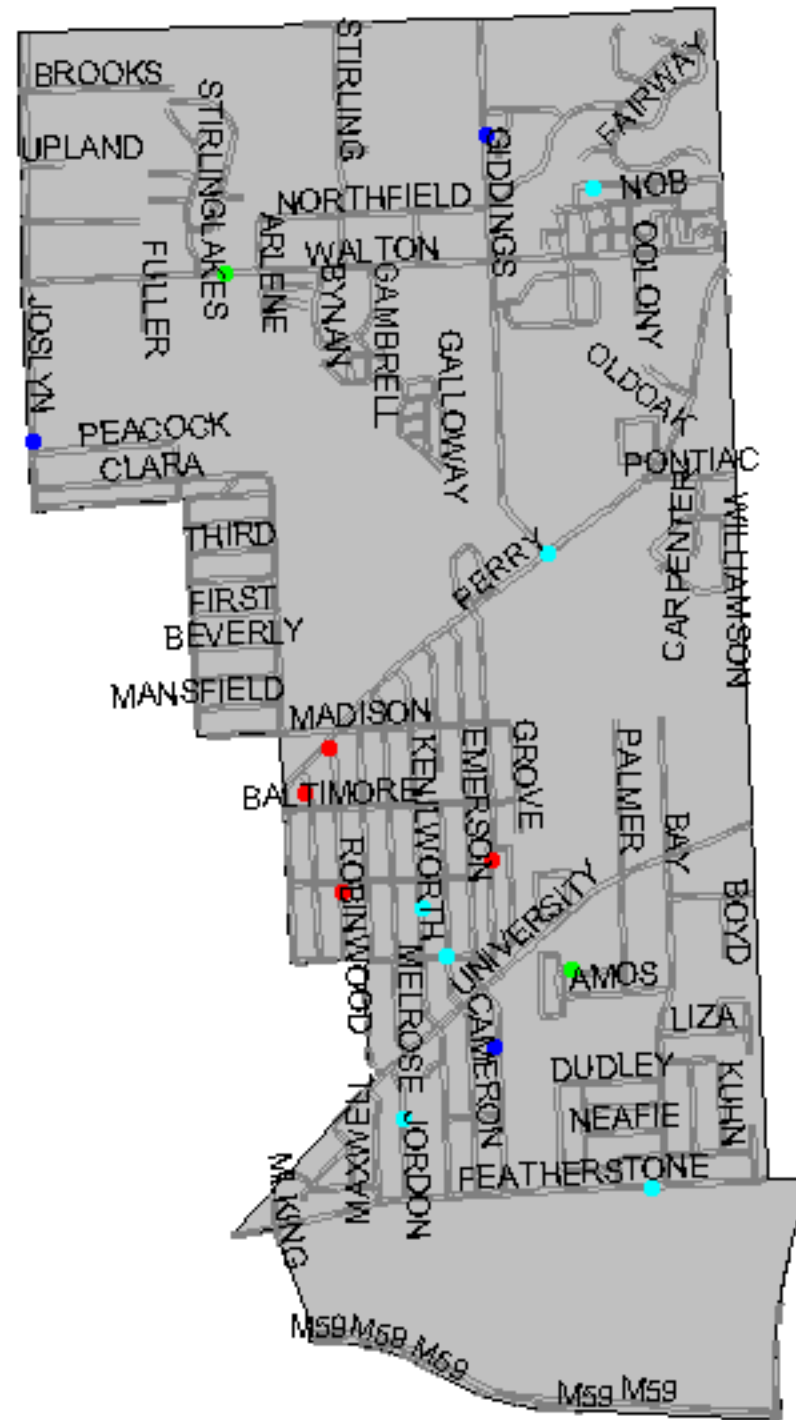 BROOKS
STIRLING
FAIRWAY
UPLAND
STIRLINGLAKES
GIDDINGS
NOB
NORTHFIELD
ARLENE
WALTON
COLONY
FULLER
BYNAN
GAMBRELL
JOSLYN
GALLOWAY
OLDOAK
PEACOCK
CLARA
PONTIAC
CARPENTER
WILLIAMSON
THIRD
PERRY
FIRST
BEVERLY
MANSFIELD
MADISON
KENILWORTH
EMERSON
GROVE
PALMER
BALTIMORE
BAY
ROBINWOOD
UNIVERSITY
BOYD
MELROSE
AMOS
CAMERON
LIZA
DUDLEY
KUHN
MAXWELL
JORDON
NEAFIE
FEATHERSTONE
MLKING
M59
M59
M59
M59
M59